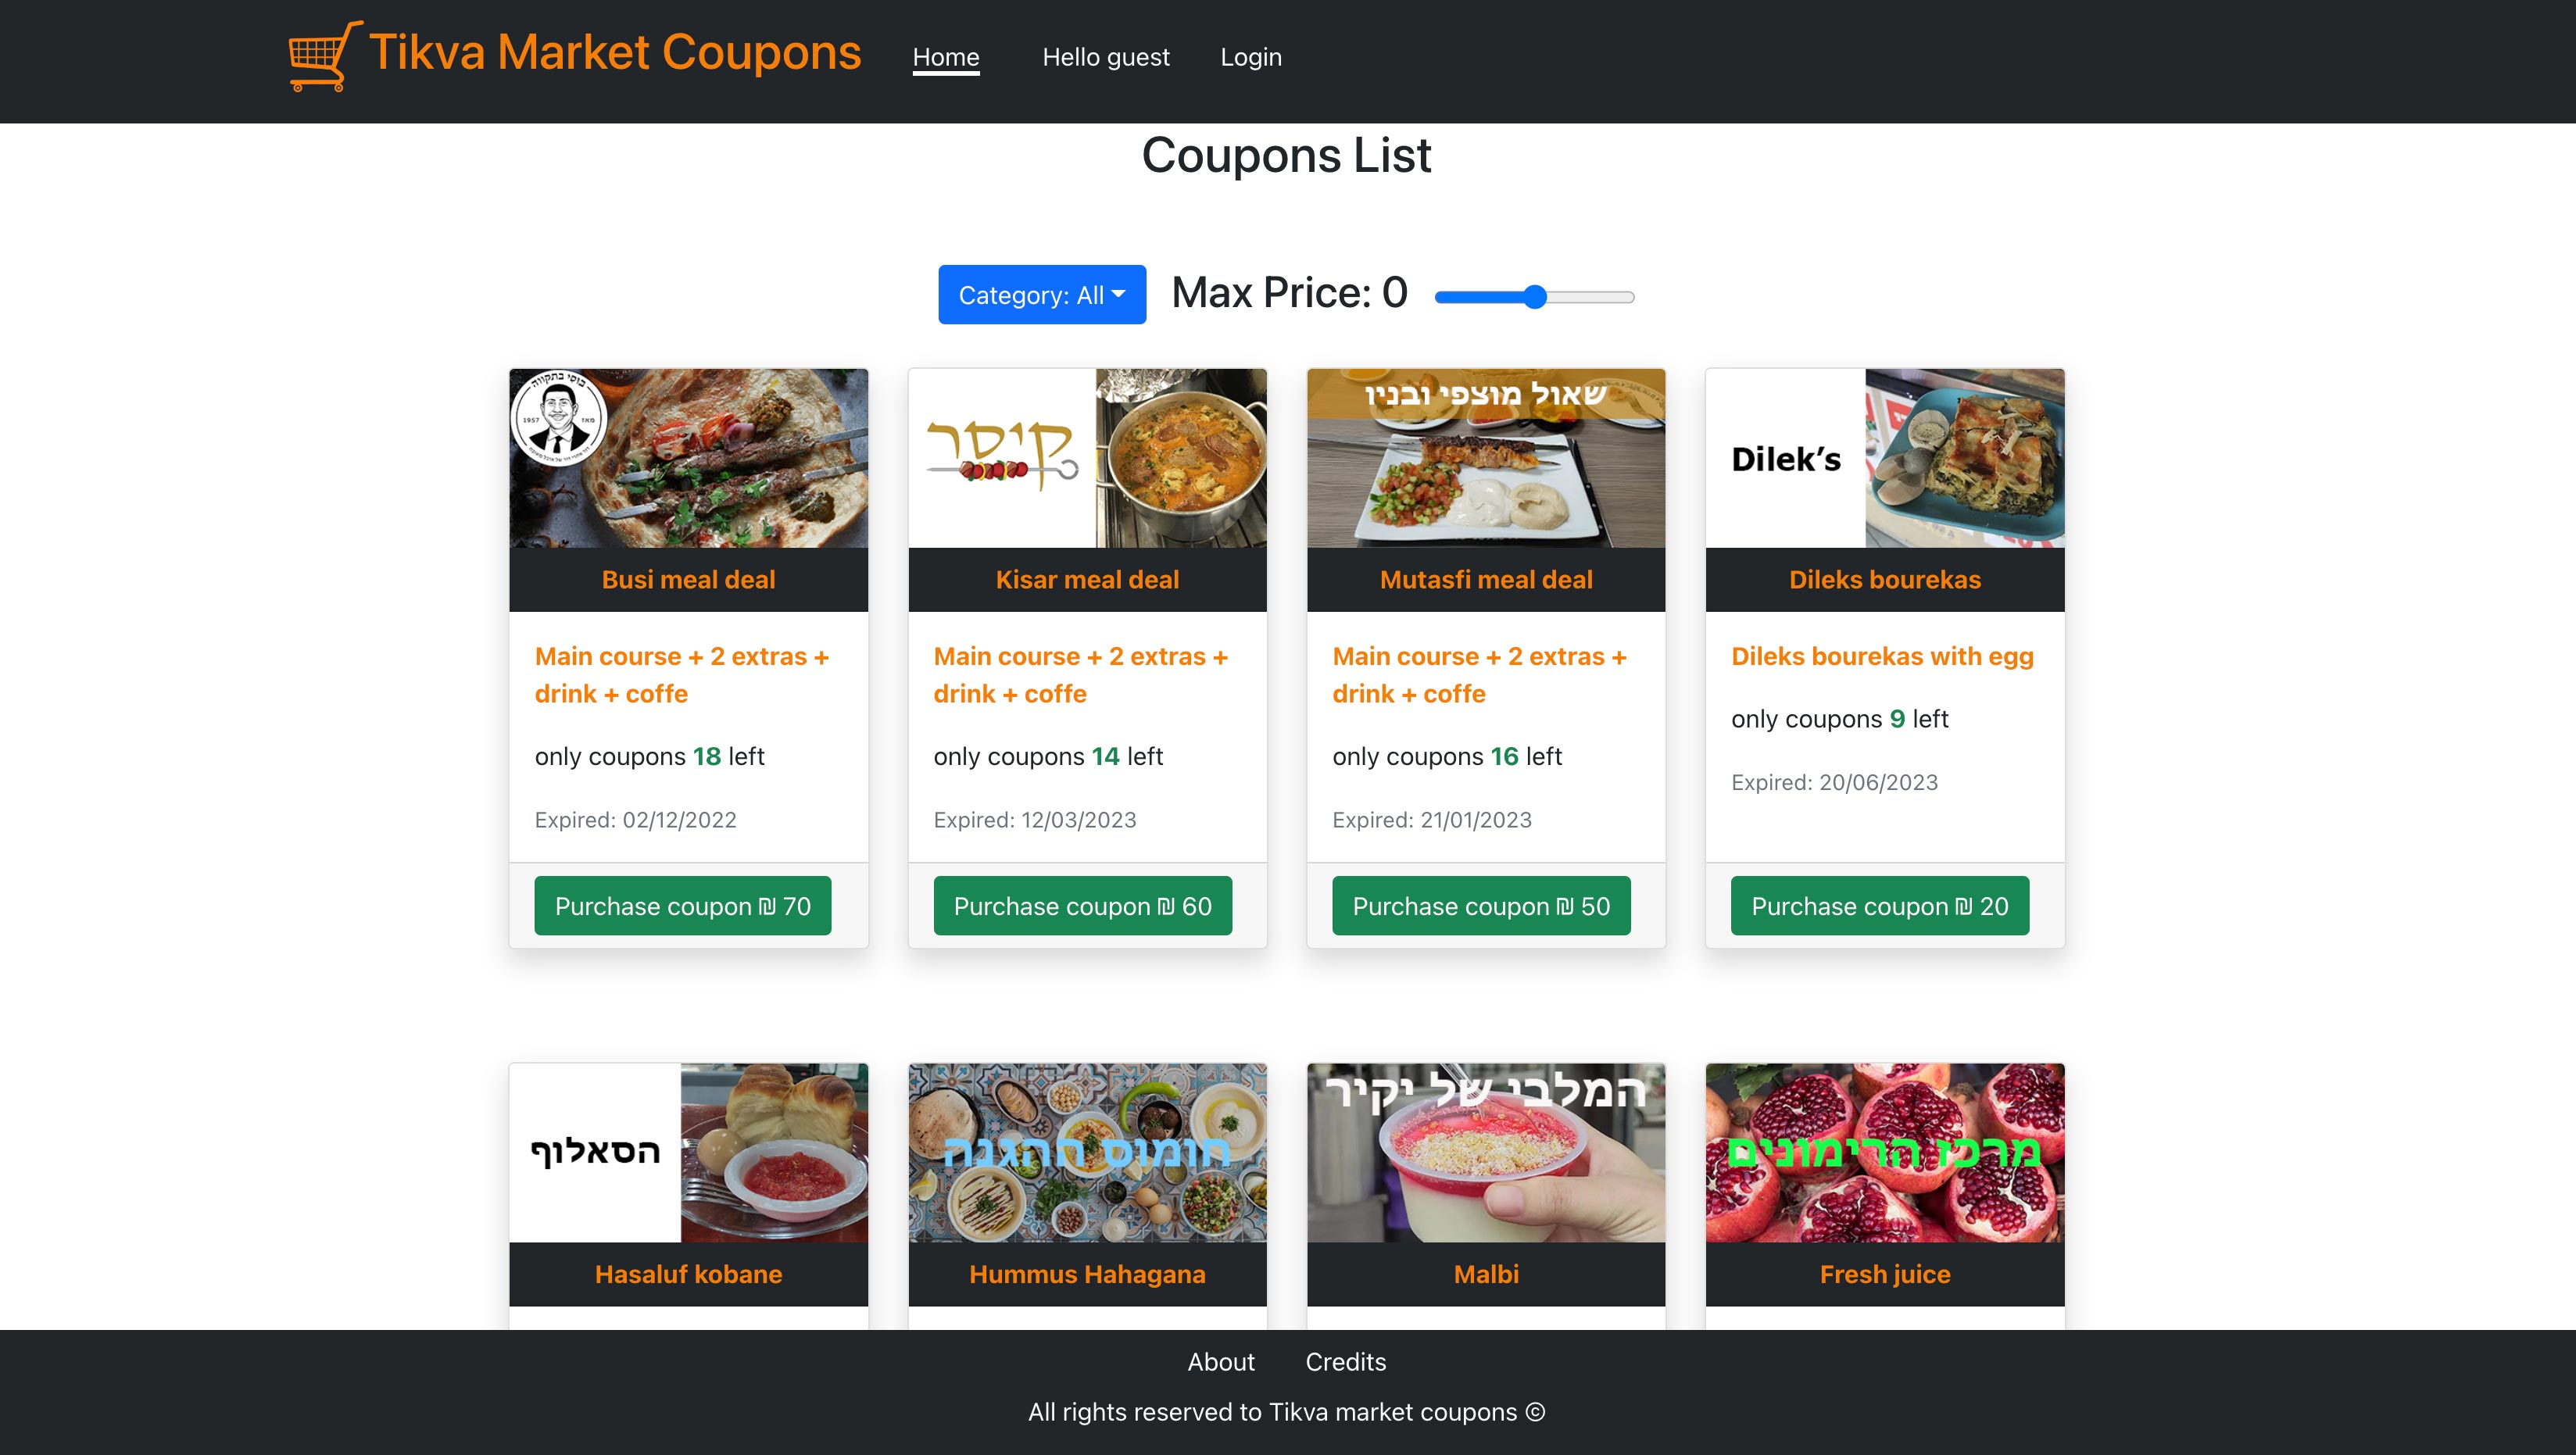 Tikva Market Coupons
Home
Hello guest
Login
Coupons List
Category: All
Max Price: 0
בוסי בתקווה
1957 מאז
קיסר
שאול מוצפי ובניו
Dilek's
Busi meal deal
Kisar meal deal
Mutasfi meal deal
Dileks bourekas
Main course + 2 extras +
drink + coffe
only coupons 18 left
Expired: 02/12/2022
Purchase coupon ₪ 70
Main course + 2 extras +
drink + coffe
only coupons 14 left
Expired: 12/03/2023
Purchase coupon ₪ 60
Main course + 2 extras +
drink + coffe
only coupons 16 left
Expired: 21/01/2023
Purchase coupon ₪ 50
Dileks bourekas with egg
only coupons 9 left
Expired: 20/06/2023
Purchase coupon ₪ 20
הסאלוף
חומוס ההגנה
המלבי של יקיר
מרכז הרימונים
Hasaluf kobane
Hummus Hahagana
Malbi
Fresh juice
About
Credits
All rights reserved to Tikva market coupons ©